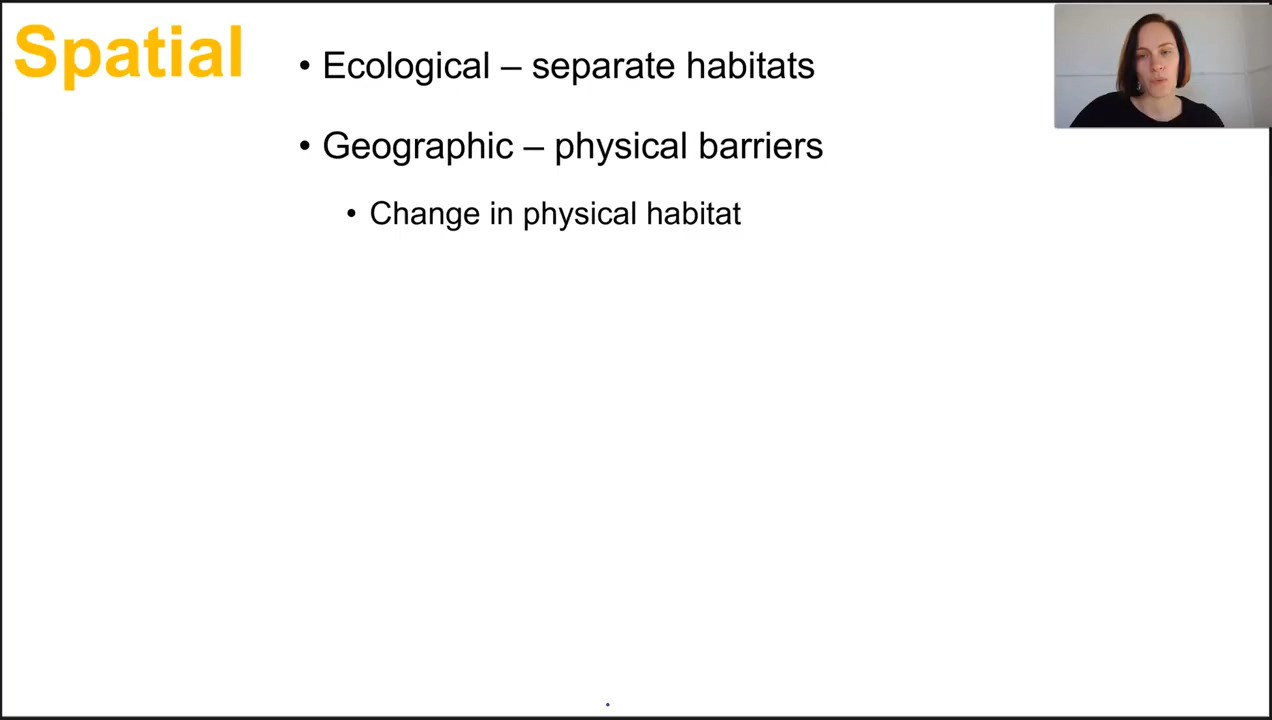 Spatial
• Ecological – separate habitats
• Geographic – physical barriers
• Change in physical habitat